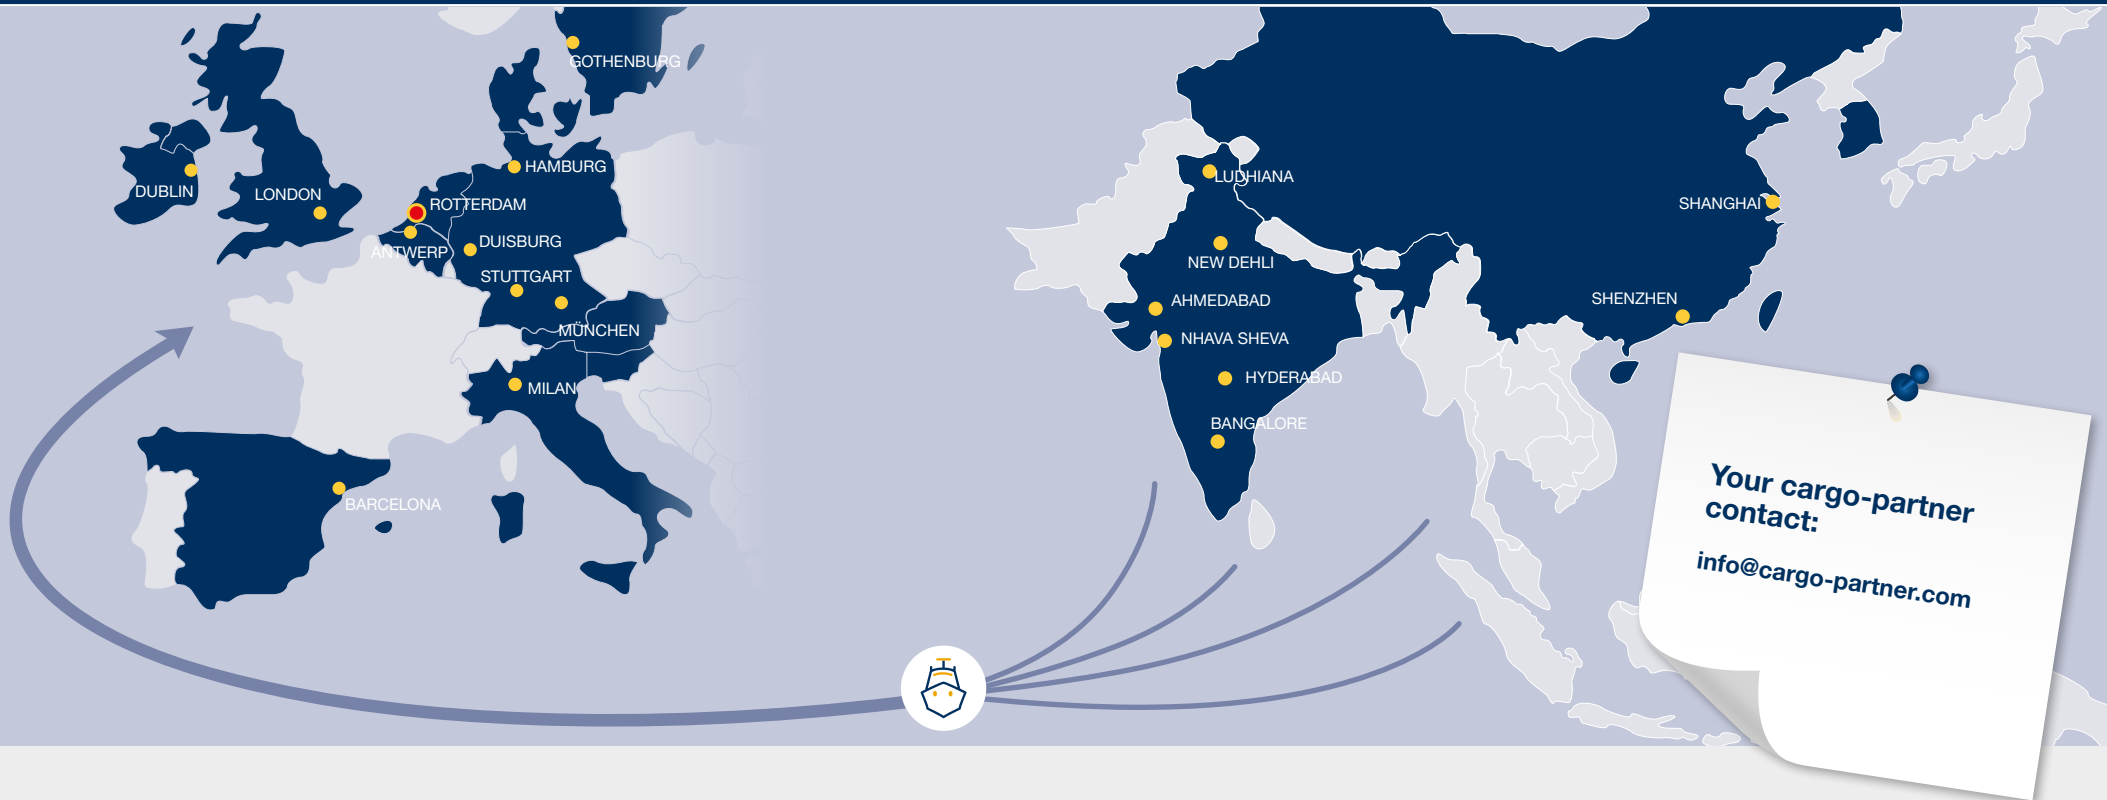 GOTHENBURG
HAMBURG
DUBLIN
LONDON
ROTTERDAM
ANTWERP
DUISBURG
STUTTGART
MÜNCHEN
MILAN
BARCELONA
LUDHIANA
NEW DEHLI
AHMEDABAD
NHAVA SHEVA
HYDERABAD
BANGALORE
SHANGHAI
SHENZHEN
Your cargo-partner
contact:
info@cargo-partner.com